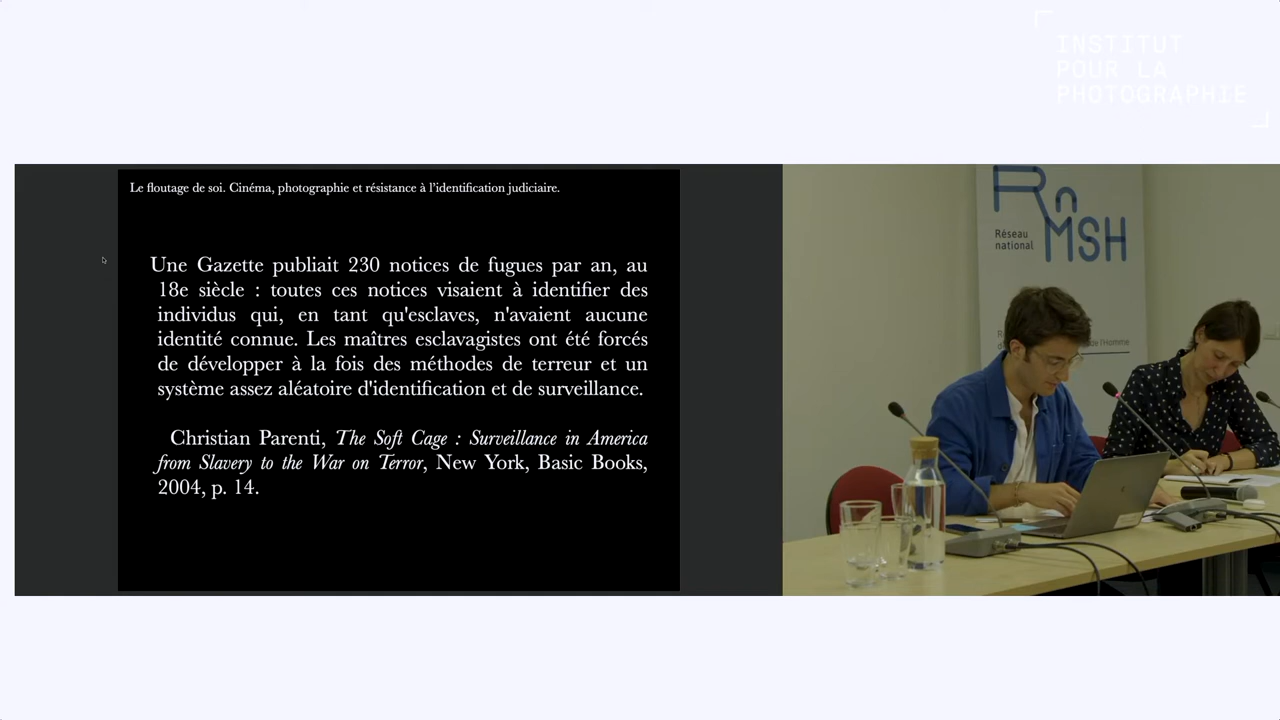 INSTITUT
POUR LA
PHOTOGRAPHIE
Le floutage de soi. Cinéma, photographie et résistance à l'identification judiciaire.
Une Gazette publiait 230 notices de fugues par an, au
18e siècle : toutes ces notices visaient à identifier des
individus qui, en tant qu'esclaves, n'avaient aucune
identité connue. Les maîtres esclavagistes ont été forcés
de développer à la fois des méthodes de terreur et un
système assez aléatoire d'identification et de surveillance.
Christian Parenti, The Soft Cage : Surveillance in America
from Slavery to the War on Terror, New York, Basic Books,
2004, p. 14.
RnMSH
Réseau
national
de l'Homme